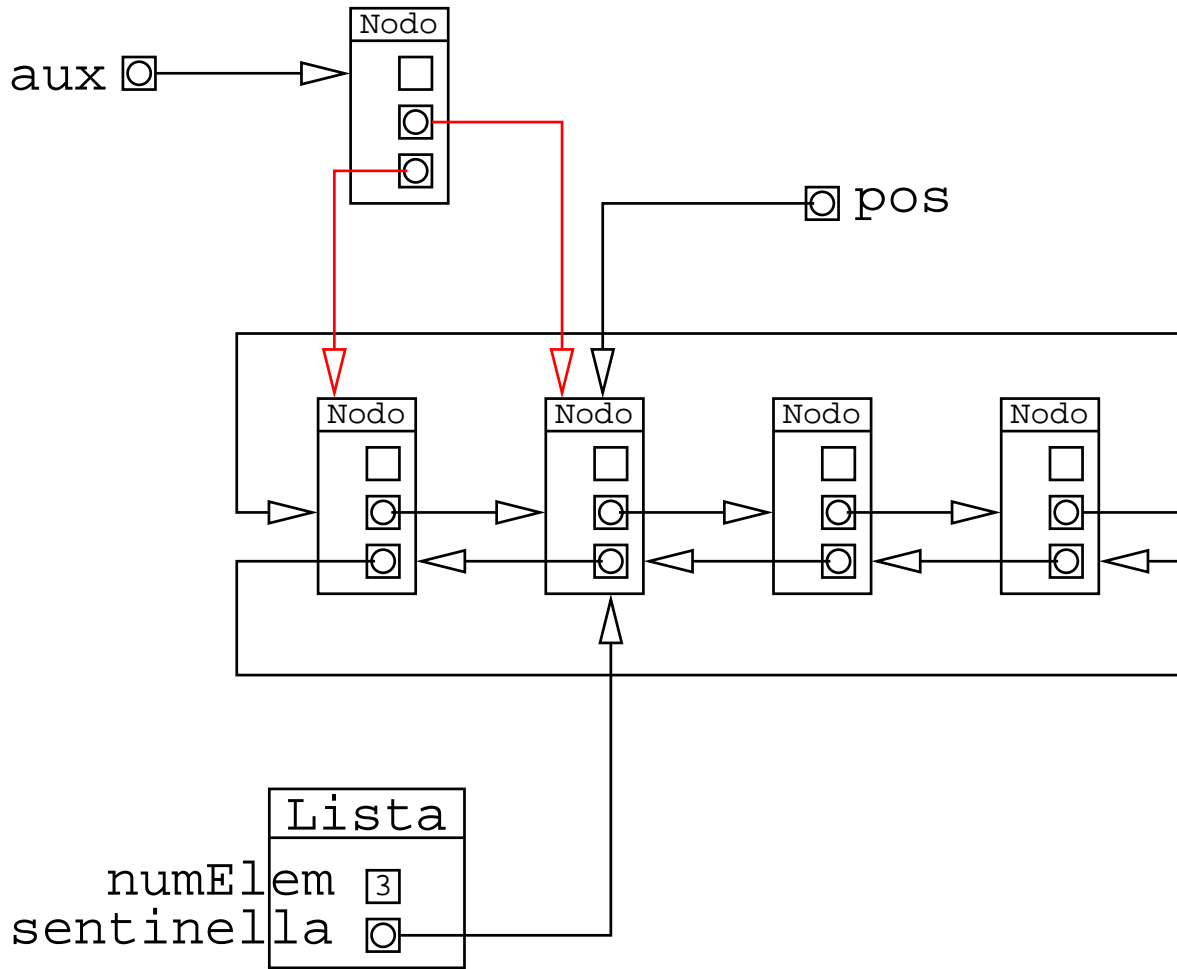 Nodo
aux
pos
Nodo Nodo Nodo Nodo
Lista
numElem 3
sentinella